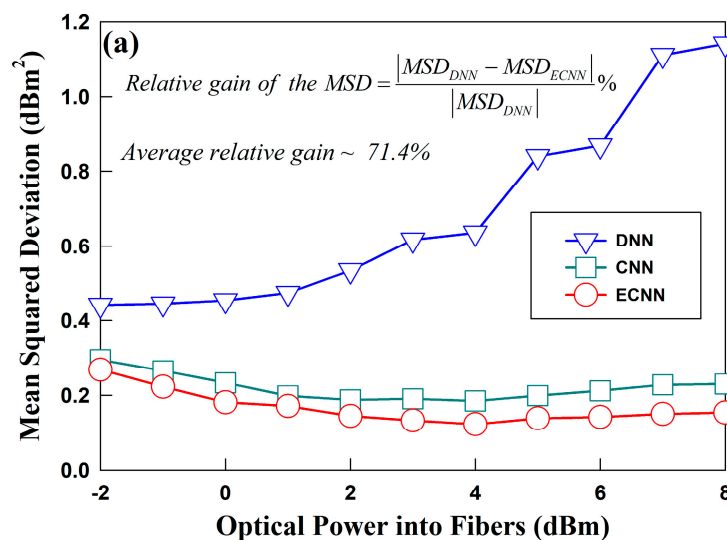 (a)
Relative gain of the MSD = |MSD_DNN − MSD_ECNN| / |MSD_DNN| %
Average relative gain ~ 71.4%
Mean Squared Deviation (dBm²)
1.2
1.0
0.8
0.6
0.4
0.2
0.0
DNN
CNN
ECNN
-2 0 2 4 6 8
Optical Power into Fibers (dBm)